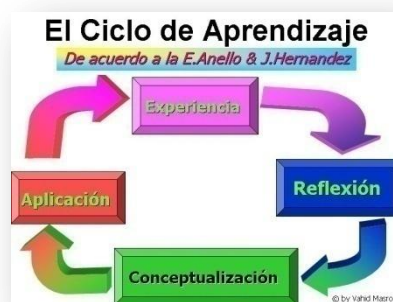 El Ciclo de Aprendizaje
De acuerdo a la E.Anello & J.Hernandez
Experiencia
Aplicación
Reflexión
Conceptualización
© by Vahid Masro